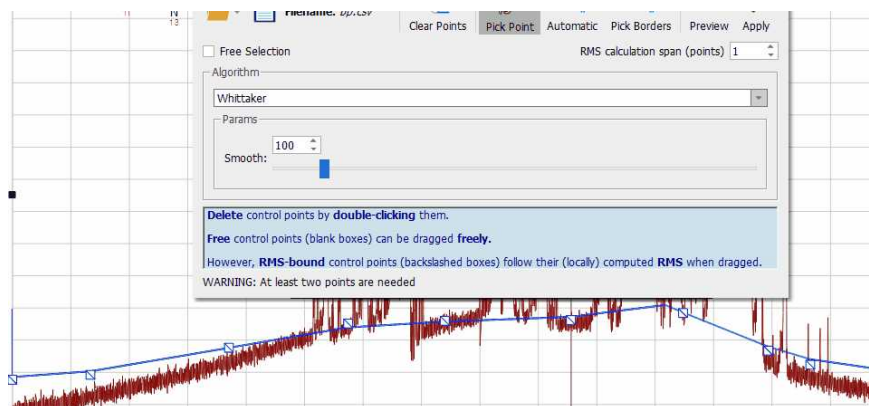 N
13
Filename: bp.csv
Clear Points Pick Point Automatic Pick Borders Preview Apply
Free Selection RMS calculation span (points) 1
Algorithm
Whittaker
Params
Smooth: 100
Delete control points by double-clicking them.
Free control points (blank boxes) can be dragged freely.
However, RMS-bound control points (backslashed boxes) follow their (locally) computed RMS when dragged.
WARNING: At least two points are needed